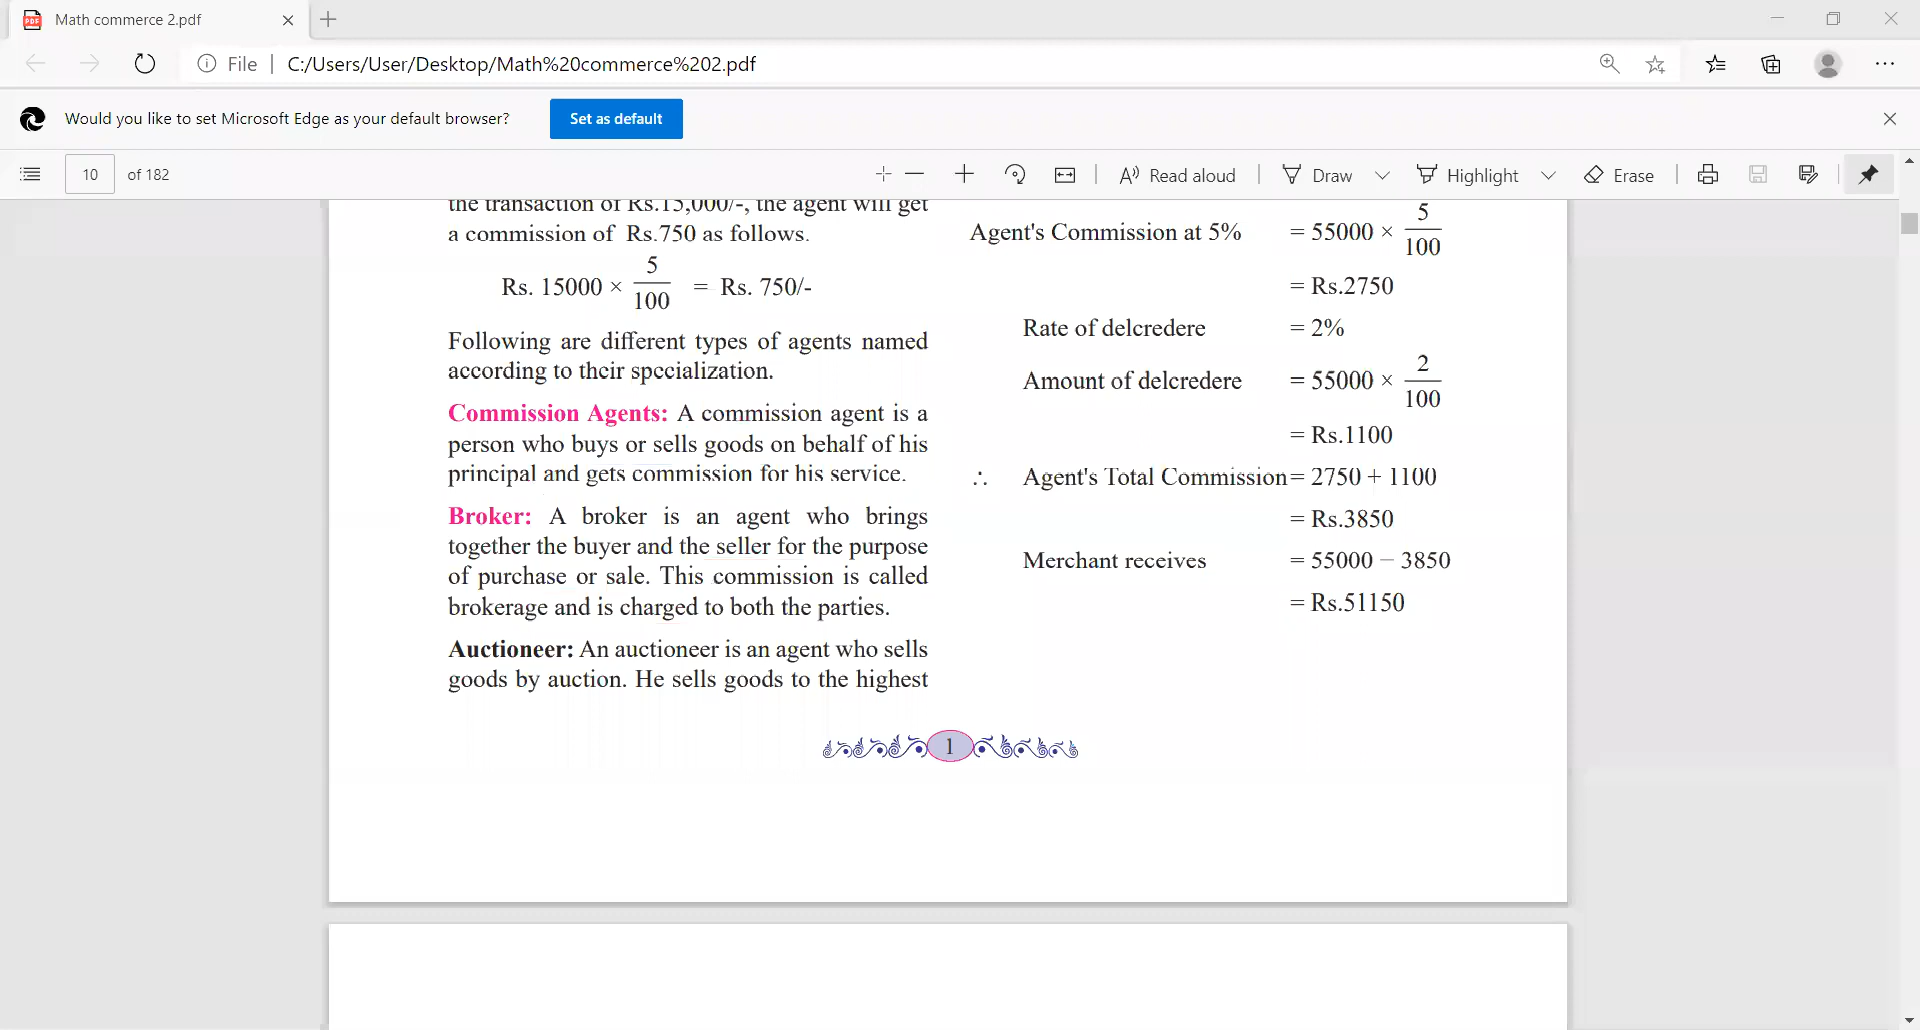 Math commerce 2.pdf
File | C:/Users/User/Desktop/Math%20commerce%202.pdf
Would you like to set Microsoft Edge as your default browser? Set as default
10 of 182 Read aloud Draw Highlight Erase
the transaction of Rs.15,000/-, the agent will get
a commission of Rs.750 as follows.
Rs. 15000 × 5/100 = Rs. 750/-
Following are different types of agents named
according to their specialization.
Commission Agents: A commission agent is a
person who buys or sells goods on behalf of his
principal and gets commission for his service.
Broker: A broker is an agent who brings
together the buyer and the seller for the purpose
of purchase or sale. This commission is called
brokerage and is charged to both the parties.
Auctioneer: An auctioneer is an agent who sells
goods by auction. He sells goods to the highest
Agent's Commission at 5% = 55000 × 5/100
= Rs.2750
Rate of delcredere = 2%
Amount of delcredere = 55000 × 2/100
= Rs.1100
∴ Agent's Total Commission = 2750 + 1100
= Rs.3850
Merchant receives = 55000 − 3850
= Rs.51150
1